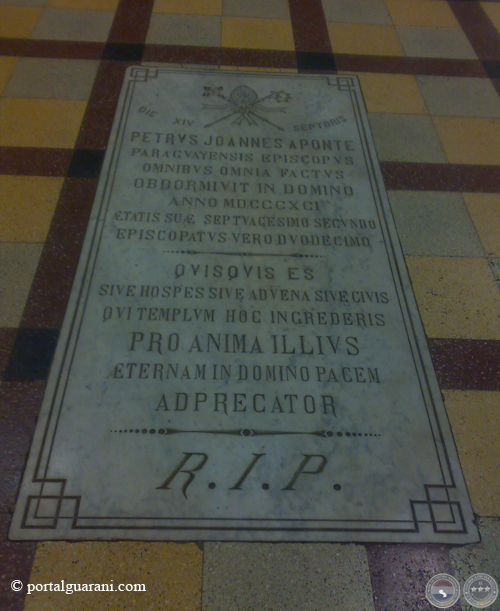 DIE XIV SEPTBRIS
PETRVS JOANNES APONTE
PARAGVAYENSIS EPISCOPVS
OMNIBVS OMNIA FACTVS
OBDORMIVIT IN DOMINO
ANNO MDCCCXCI
ÆTATIS SUÆ SEPTVAGESIMO SECVNDO
EPISCOPATVS VERO DVODECIMO
QVISQVIS ES
SIVE HOSPES SIVE ADVENA SIVE CIVIS
QVI TEMPLVM HOC INGREDERIS
PRO ANIMA ILLIVS
ÆTERNAM IN DOMINO PACEM
ADPRECATOR
R.I.P.
© portalguarani.com